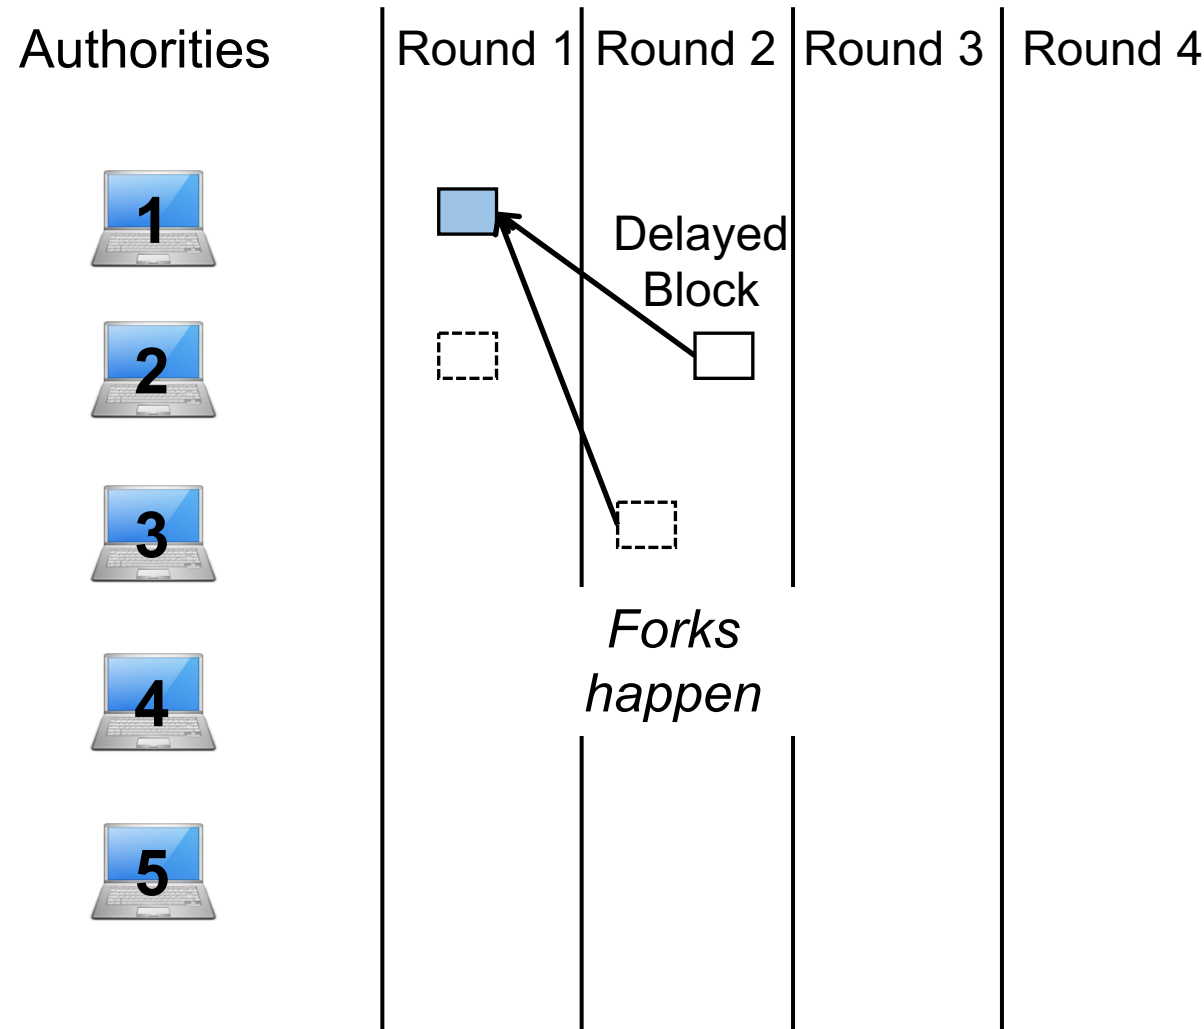 Authorities
Round 1
Round 2
Round 3
Round 4
1
Delayed
Block
2
3
Forks
happen
4
5